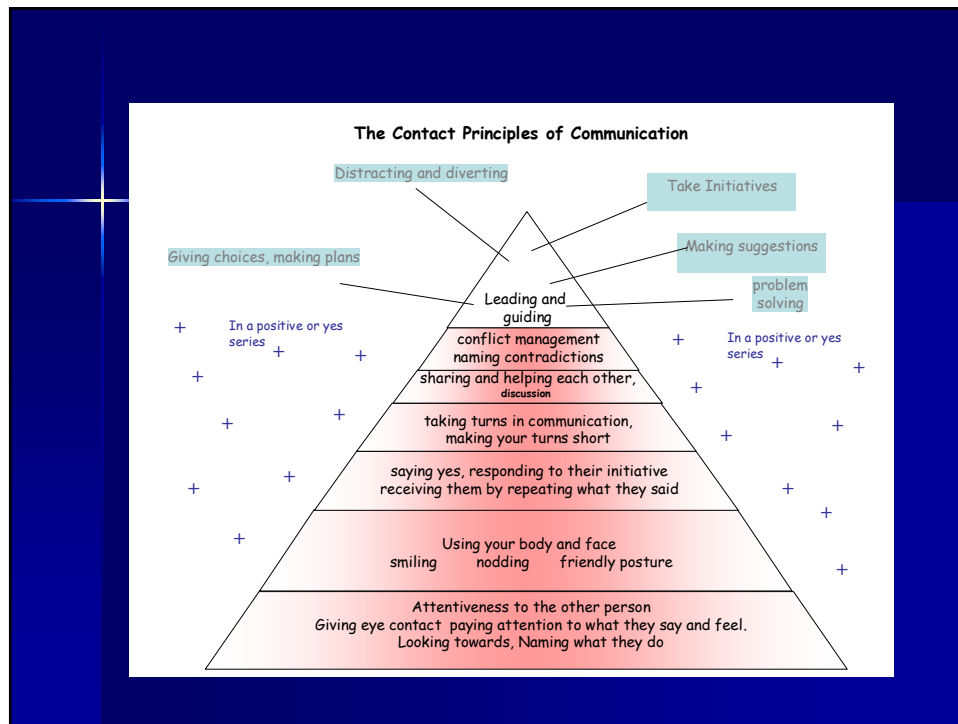 The Contact Principles of Communication
Distracting and diverting
Take Initiatives
Making suggestions
Giving choices, making plans
problem
solving
Leading and
guiding
In a positive or yes
series
In a positive or yes
series
conflict management
naming contradictions
sharing and helping each other,
discussion
taking turns in communication,
making your turns short
saying yes, responding to their initiative
receiving them by repeating what they said
Using your body and face
smiling nodding friendly posture
Attentiveness to the other person
Giving eye contact paying attention to what they say and feel.
Looking towards, Naming what they do